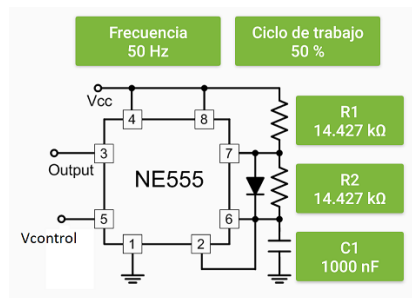 Frecuencia
50 Hz
Ciclo de trabajo
50 %
Vcc
4
8
R1
14.427 kΩ
3
7
Output
NE555
R2
14.427 kΩ
5
6
Vcontrol
1
2
C1
1000 nF